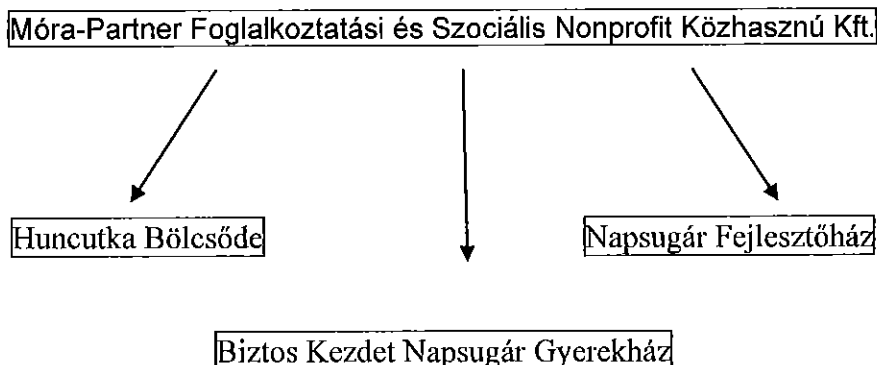 Móra-Partner Foglalkoztatási és Szociális Nonprofit Közhasznú Kft.
Huncutka Bölcsőde
Napsugár Fejlesztőház
Biztos Kezdet Napsugár Gyerekház